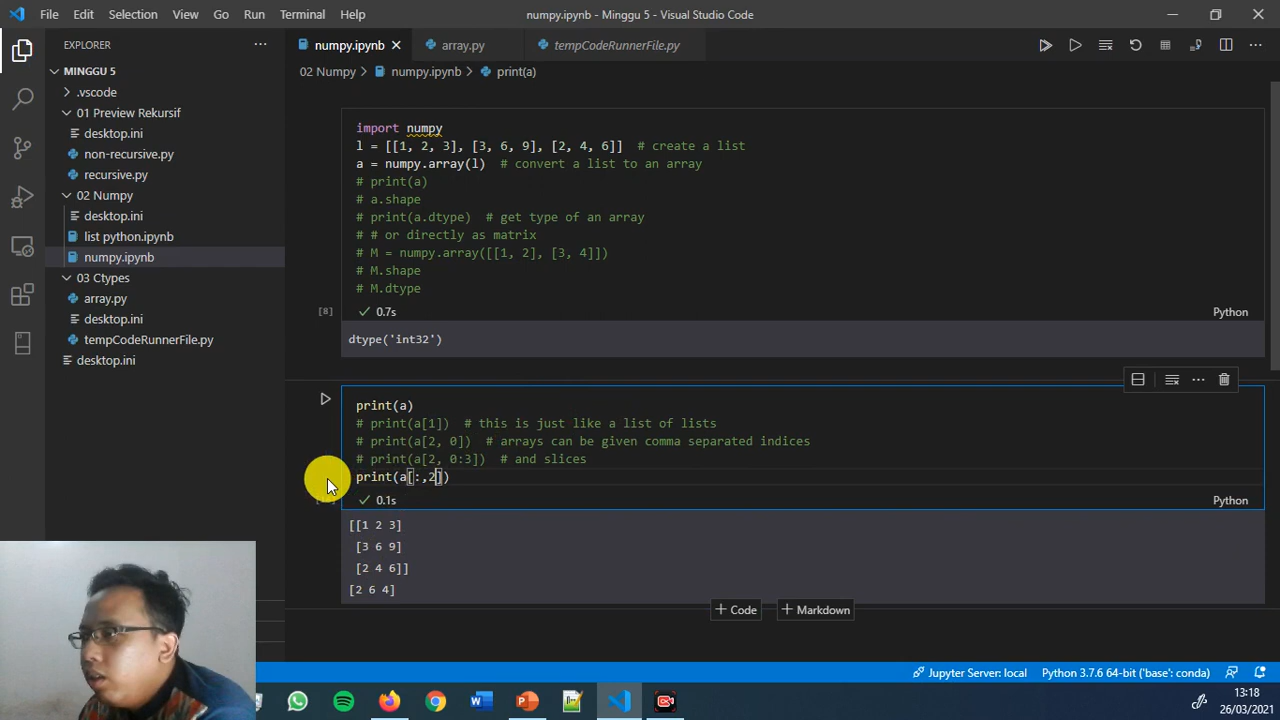 File Edit Selection View Go Run Terminal Help numpy.ipynb - Minggu 5 - Visual Studio Code
EXPLORER
MINGGU 5
.vscode
01 Preview Rekursif
desktop.ini
non-recursive.py
recursive.py
02 Numpy
desktop.ini
list python.ipynb
numpy.ipynb
03 Ctypes
array.py
desktop.ini
tempCodeRunnerFile.py
desktop.ini
numpy.ipynb array.py tempCodeRunnerFile.py
02 Numpy > numpy.ipynb > print(a)
import numpy
l = [[1, 2, 3], [3, 6, 9], [2, 4, 6]] # create a list
a = numpy.array(l) # convert a list to an array
# print(a)
# a.shape
# print(a.dtype) # get type of an array
# # or directly as matrix
# M = numpy.array([[1, 2], [3, 4]])
# M.shape
# M.dtype
[8] 0.7s Python
dtype('int32')
print(a)
# print(a[1]) # this is just like a list of lists
# print(a[2, 0]) # arrays can be given comma separated indices
# print(a[2, 0:3]) # and slices
print(a[:,2])
0.1s Python
[[1 2 3]
[3 6 9]
[2 4 6]]
[2 6 4]
+ Code + Markdown
Jupyter Server: local Python 3.7.6 64-bit ('base': conda)
13:18
26/03/2021